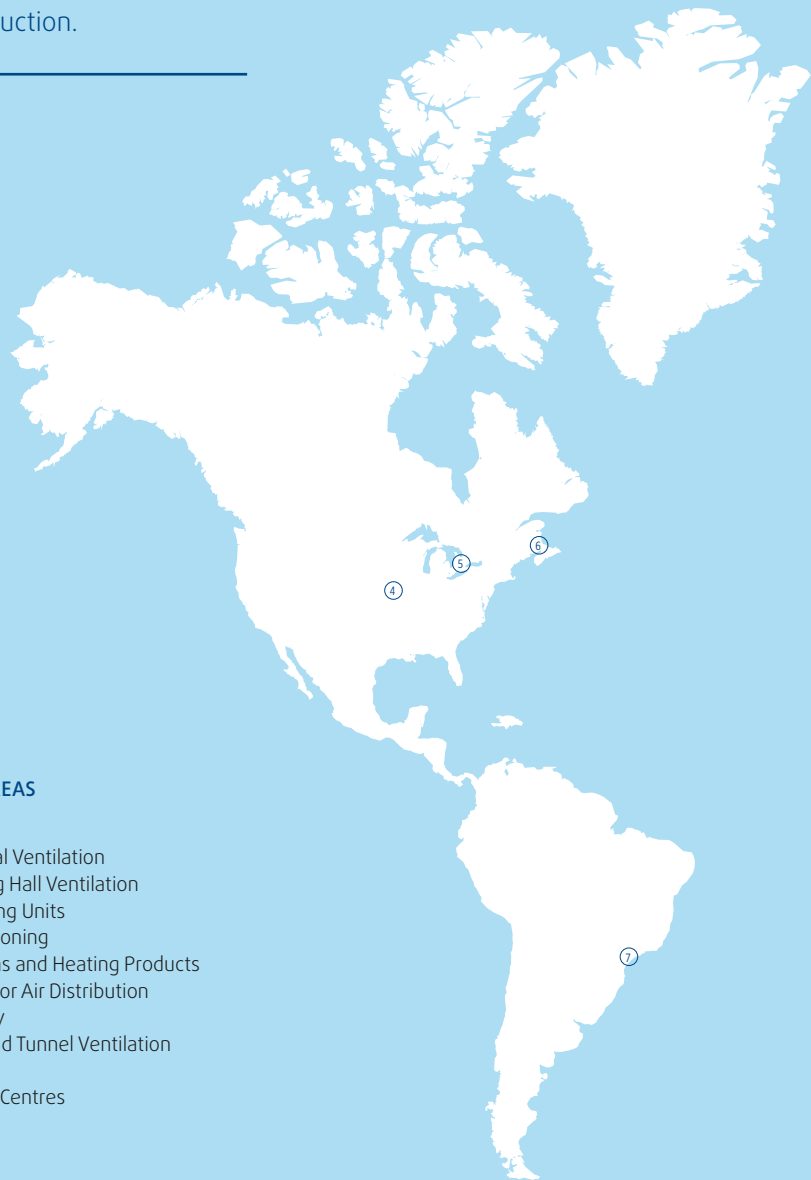 uction.
4
5
6
7
EAS
al Ventilation
g Hall Ventilation
ng Units
oning
ns and Heating Products
or Air Distribution
y
d Tunnel Ventilation
Centres